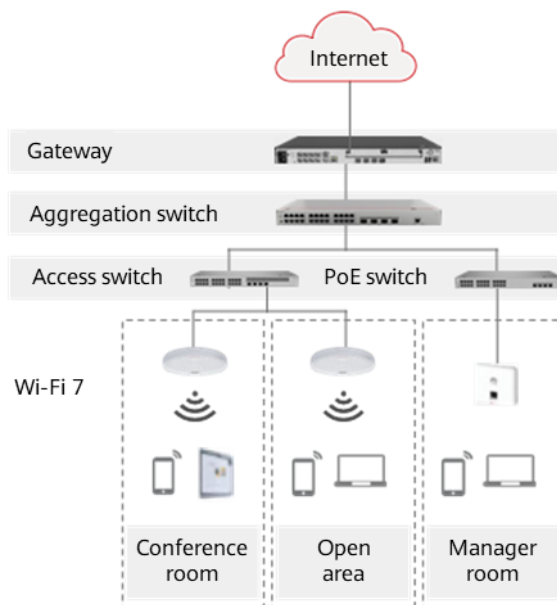 Internet
Gateway
Aggregation switch
Access switch
PoE switch
Wi-Fi 7
Conference
room
Open
area
Manager
room